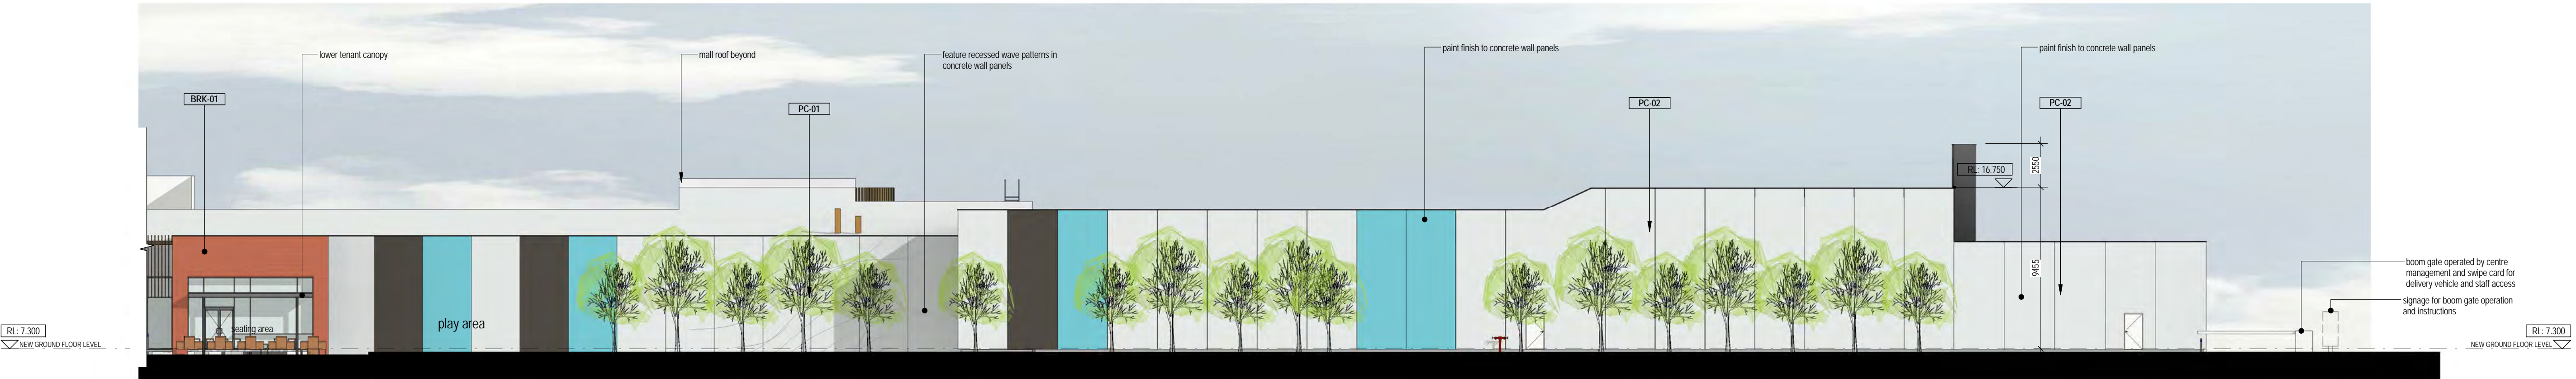 lower tenant canopy
mall roof beyond
feature recessed wave patterns in
concrete wall panels
paint finish to concrete wall panels
paint finish to concrete wall panels
BRK-01
PC-01
PC-02
PC-02
2550
RL: 16.750
9455
boom gate operated by centre
management and swipe card for
delivery vehicle and staff access
signage for boom gate operation
and instructions
play area
seating area
RL: 7.300
NEW GROUND FLOOR LEVEL
RL: 7.300
NEW GROUND FLOOR LEVEL